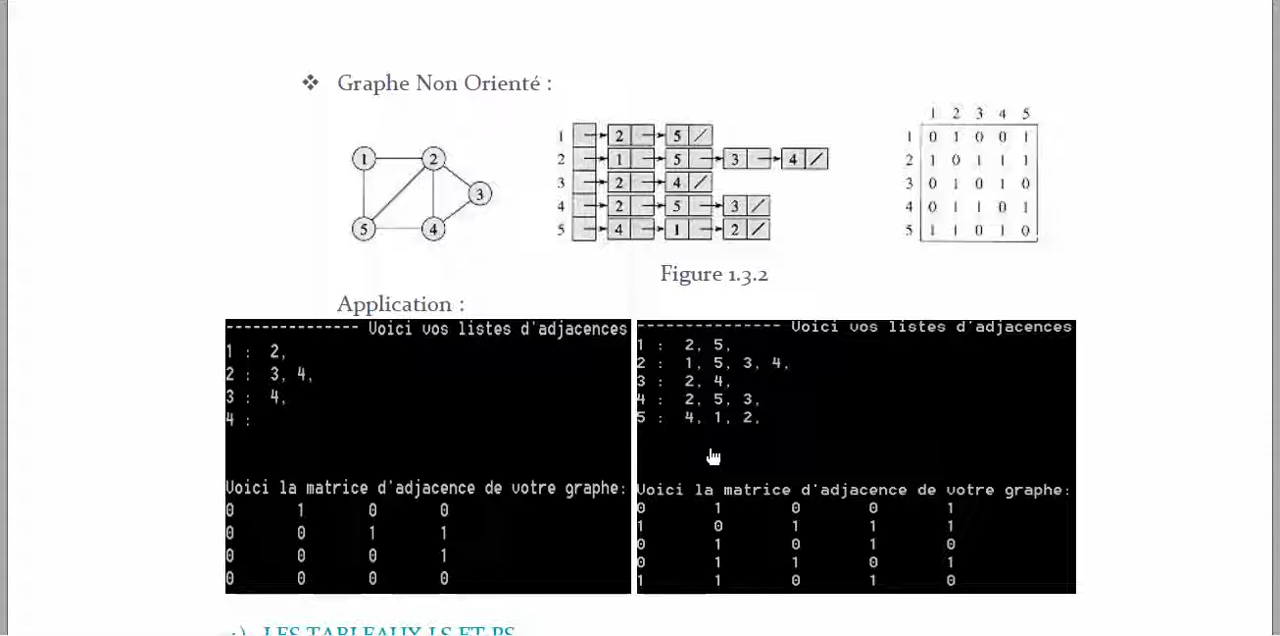 ❖ Graphe Non Orienté :
1 2
3
5 4
1 2 5 /
2 1 5 3 4 /
3 2 4 /
4 2 5 3 /
5 4 1 2 /
1 2 3 4 5
1 0 1 0 0 1
2 1 0 1 1 1
3 0 1 0 1 0
4 0 1 1 0 1
5 1 1 0 1 0
Figure 1.3.2
Application :
--------------- Voici vos listes d'adjacences
1 : 2,
2 : 3, 4,
3 : 4,
4 :
Voici la matrice d'adjacence de votre graphe:
0 1 0 0
0 0 1 1
0 0 0 1
0 0 0 0
--------------- Voici vos listes d'adjacences
1 : 2, 5,
2 : 1, 5, 3, 4,
3 : 2, 4,
4 : 2, 5, 3,
5 : 4, 1, 2,
Voici la matrice d'adjacence de votre graphe:
0 1 0 0 1
1 0 1 1 1
0 1 0 1 0
0 1 1 0 1
1 1 0 1 0
LES TABLEAUX LS ET PS